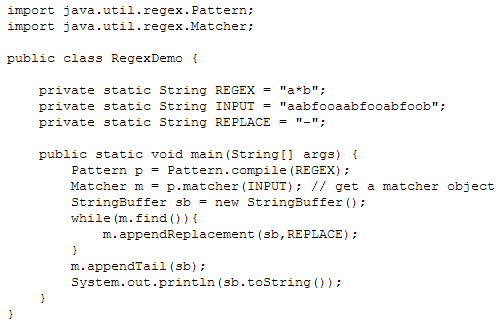 import java.util.regex.Pattern;
import java.util.regex.Matcher;

public class RegexDemo {

    private static String REGEX = "a*b";
    private static String INPUT = "aabfooaabfooabfoob";
    private static String REPLACE = "-";

    public static void main(String[] args) {
        Pattern p = Pattern.compile(REGEX);
        Matcher m = p.matcher(INPUT); // get a matcher object
        StringBuffer sb = new StringBuffer();
        while(m.find()){
            m.appendReplacement(sb,REPLACE);
        }
        m.appendTail(sb);
        System.out.println(sb.toString());
    }
}